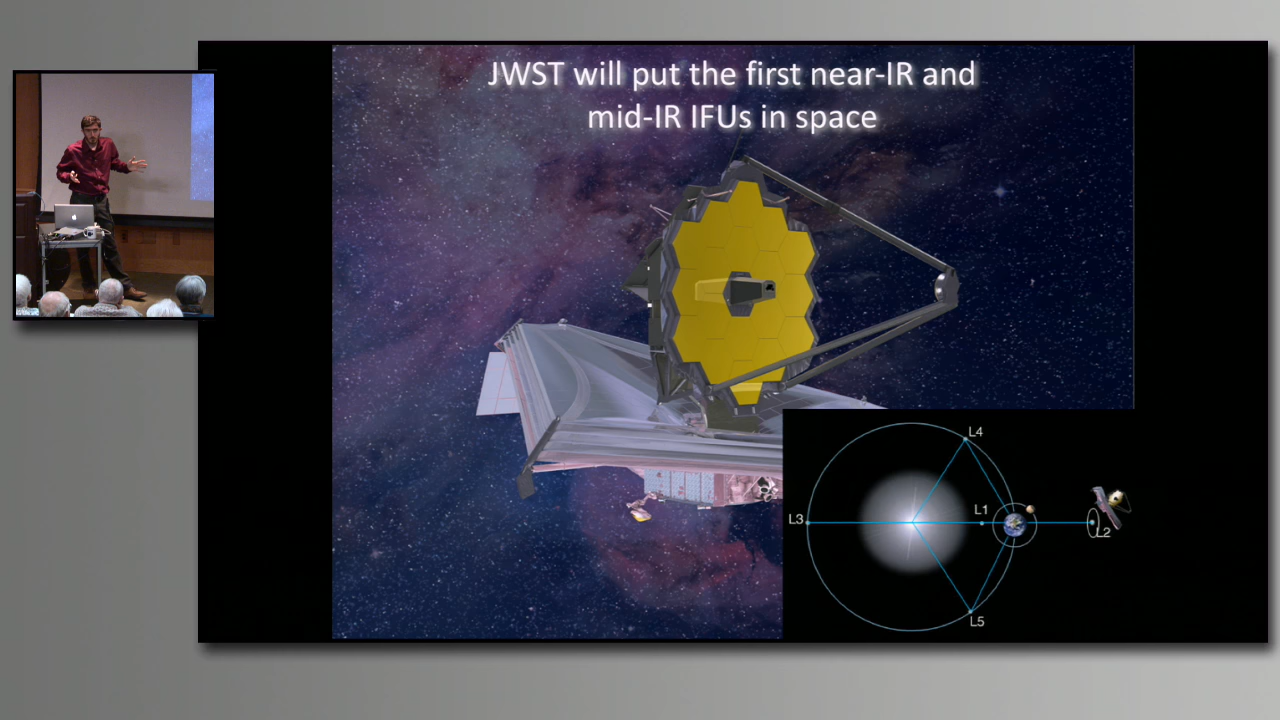 JWST will put the first near-IR and
mid-IR IFUs in space
L4
L3
L1
L2
L5